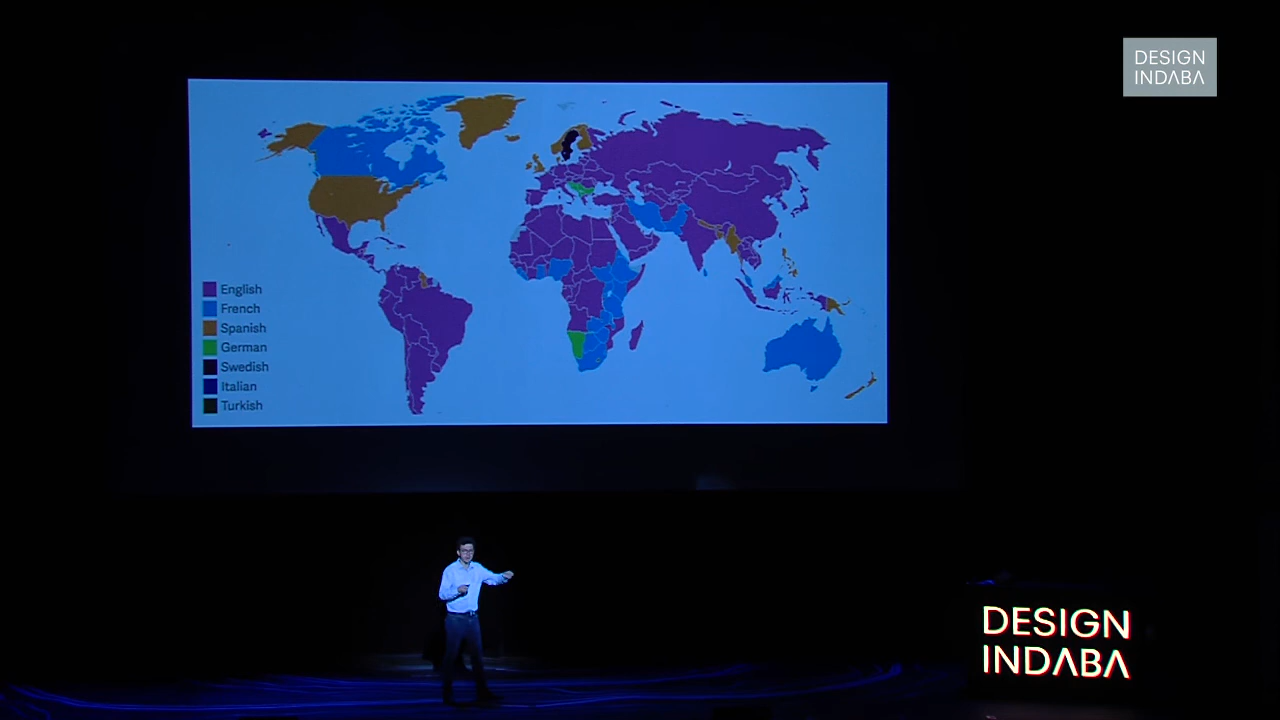 DESIGN
INDABA
English
French
Spanish
German
Swedish
Italian
Turkish
DESIGN
INDABA